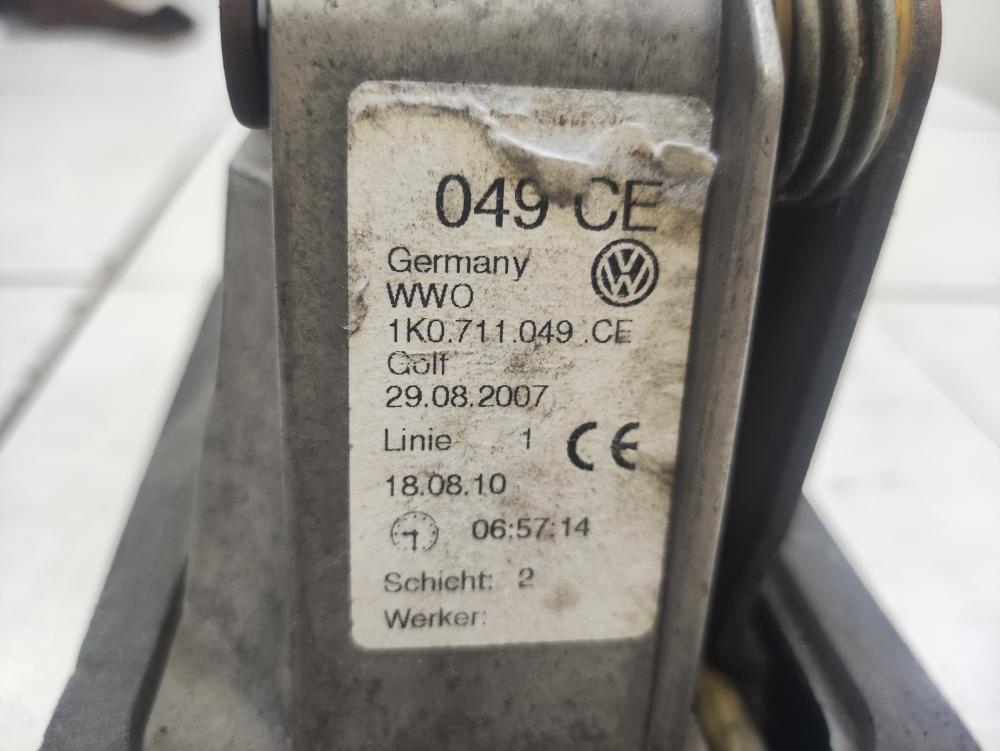 049 CE
Germany
WWO
1K0.711.049 .CE
Golf
29.08.2007
Linie 1
CE
18.08.10
06:57:14
Schicht: 2
Werker: